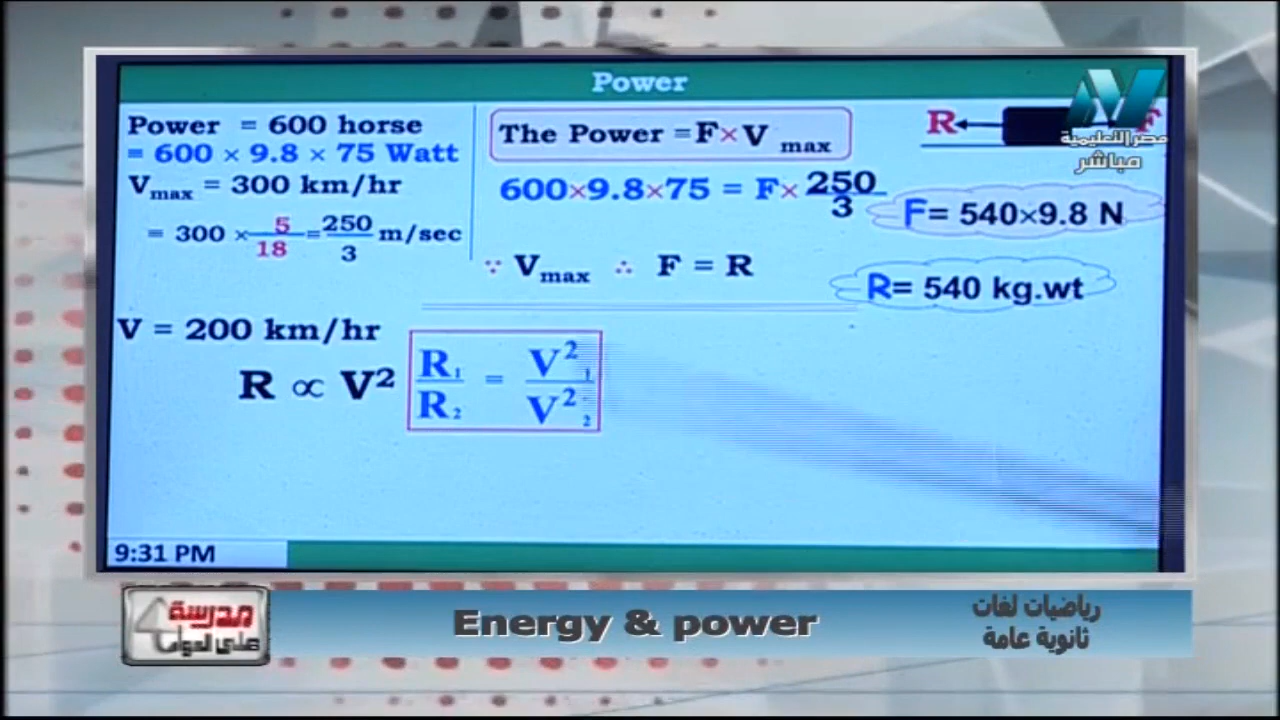 Power
Power = 600 horse
= 600 × 9.8 × 75 Watt
Vmax = 300 km/hr
= 300 × 5/18 = 250/3 m/sec
The Power = F × V max
600×9.8×75 = F× 250/3
∵ Vmax ∴ F = R
R F
F= 540×9.8 N
R= 540 kg.wt
V = 200 km/hr
R ∝ V²
R₁/R₂ = V²₁/V²₂
9:31 PM
مصر التعليمية
مباشر
مدرسة
على الهواء
Energy & power
رياضيات لغات
ثانوية عامة